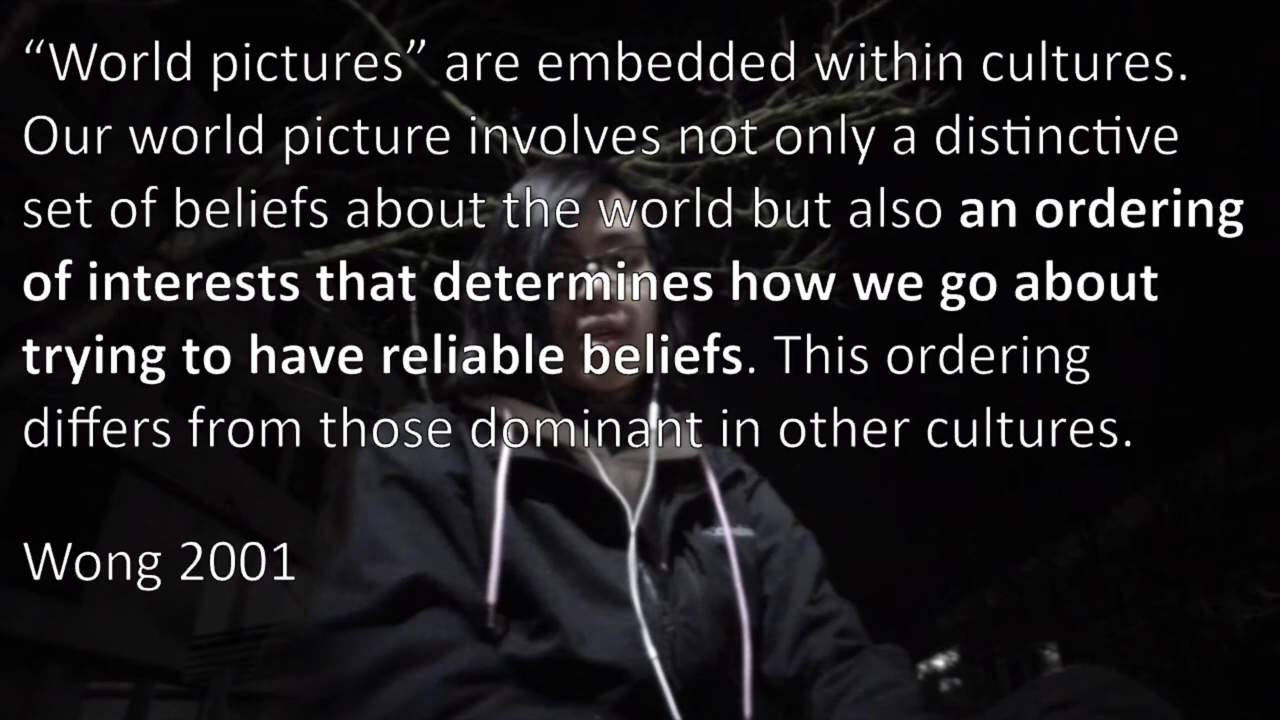 “World pictures” are embedded within cultures.
Our world picture involves not only a distinctive
set of beliefs about the world but also an ordering
of interests that determines how we go about
trying to have reliable beliefs. This ordering
differs from those dominant in other cultures.
Wong 2001